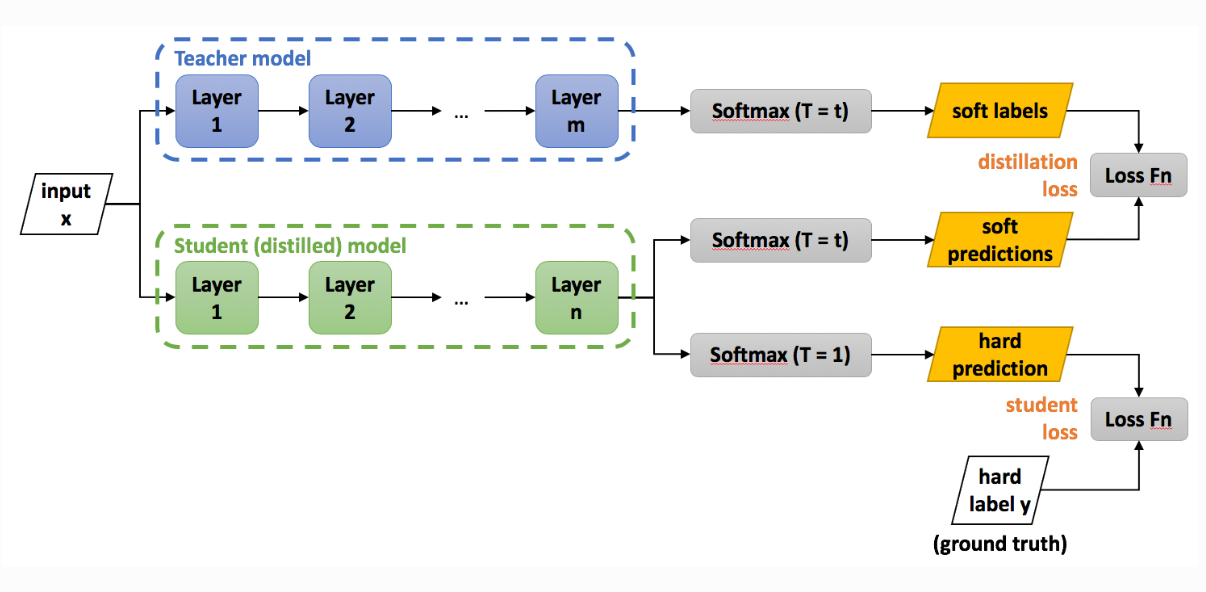 Teacher model
Layer
1
Layer
2
...
Layer
m
Softmax (T = t)
soft labels
distillation
loss
Loss Fn
input
x
Student (distilled) model
Layer
1
Layer
2
...
Layer
n
Softmax (T = t)
soft
predictions
Softmax (T = 1)
hard
prediction
student
loss
Loss Fn
hard
label y
(ground truth)